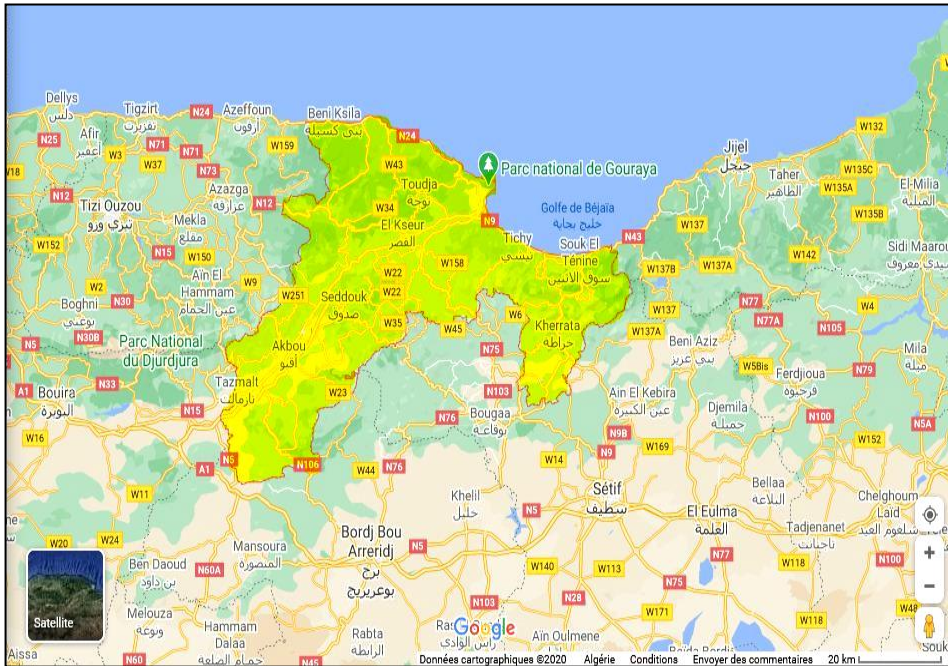 Dellys
دلس
Tigzirt
تقزيرت
N24
Azeffoun
أزفون
Beni Ksila
بني كسيلة
N24
W132
N25
Afir
أعفير
W3
N71
N71
W37
N73
W159
W43
Parc national de Gouraya
Jijel
جيجل
Taher
الطاهير
W135C
W135A
El-Milia
الميلية
W18
N12
Azazga
عزازقة
N12
Toudja
توجة
W34
N9
Golfe de Béjaïa
خليج بجاية
W137
W135B
Tizi Ouzou
تيزي وزو
Mekla
مقلع
El Kseur
القصر
Tichy
تيشي
Souk El
Ténine
سوق الاثنين
N43
W152
N15
W150
W158
W142
Sidi Maarou
سيدي معروف
W2
Aïn El
Hammam
عين الحمام
W9
W22
W22
W251
W137B
W137A
N77
W4
Boghni
بوغني
N30
Seddouk
صدوق
W35
W45
W6
Kherrata
خراطة
W137
W137A
N77A
N105
N5
N30B
Parc National
du Djurdjura
Akbou
أقبو
N75
Beni Aziz
بني عزيز
Mila
ميلة
A1
Bouira
البويرة
N33
Tazmalt
تازمالت
W23
N103
W5Bis
Ferdjioua
فرجيوة
N79
N15
N76
Bougaa
بوقاعة
Ain El Kebira
عين الكبيرة
Djemila
جميلة
N100
N5A
W16
N9B
W169
W152
A1
N5
N106
W44
N76
W14
N9
W11
Khelil
خليل
Sétif
سطيف
Bellaa
البلاعة
Chelghoum
Laïd
شلغوم العيد
N5
El Eulma
العلمة
Tadjenanet
W20
W24
Mansoura
المنصورة
Bordj Bou
Arreridj
برج
بوعريريج
N5
Ben Daoud
بن داود
N60A
W140
W113
N77
W118
N100
N75
Satellite
Melouza
ونوغة
Hammam
Dalaa
حمام الضلعة
Rabta
الرابطة
N103
N28
W171
W118
W48
Google
رأس الوادي
Aïn Oulmene
Aissa
N60
N45
Données cartographiques ©2020 Algérie Conditions Envoyer des commentaires 20 km